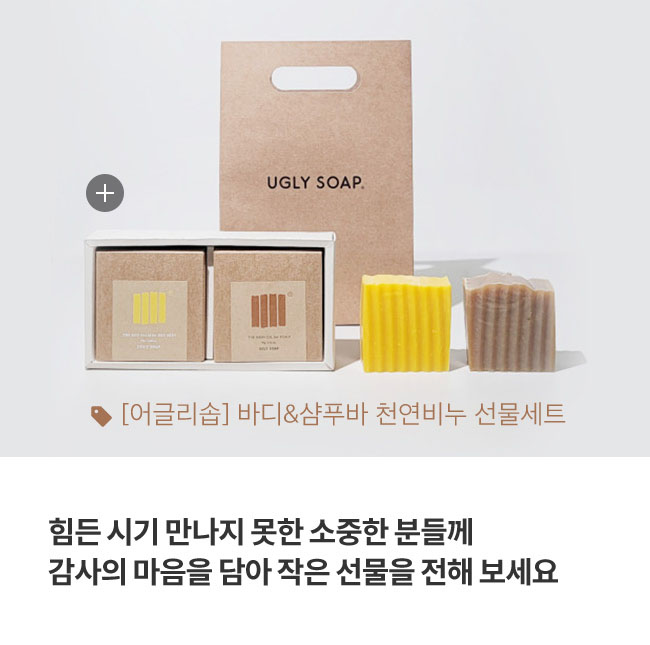 UGLY SOAP.
[어글리솝] 바디&샴푸바 천연비누 선물세트
힘든 시기 만나지 못한 소중한 분들께
감사의 마음을 담아 작은 선물을 전해 보세요